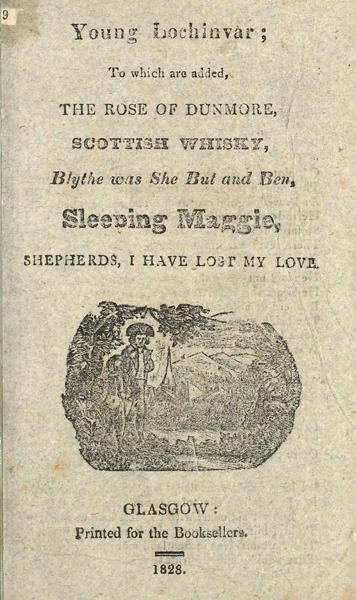 9
Young Lochinvar;
To which are added,
THE ROSE OF DUNMORE,
SCOTTISH WHISKY,
Blythe was She But and Ben,
Sleeping Maggie,
SHEPHERDS, I HAVE LOST MY LOVE.
GLASGOW:
Printed for the Booksellers.
1828.